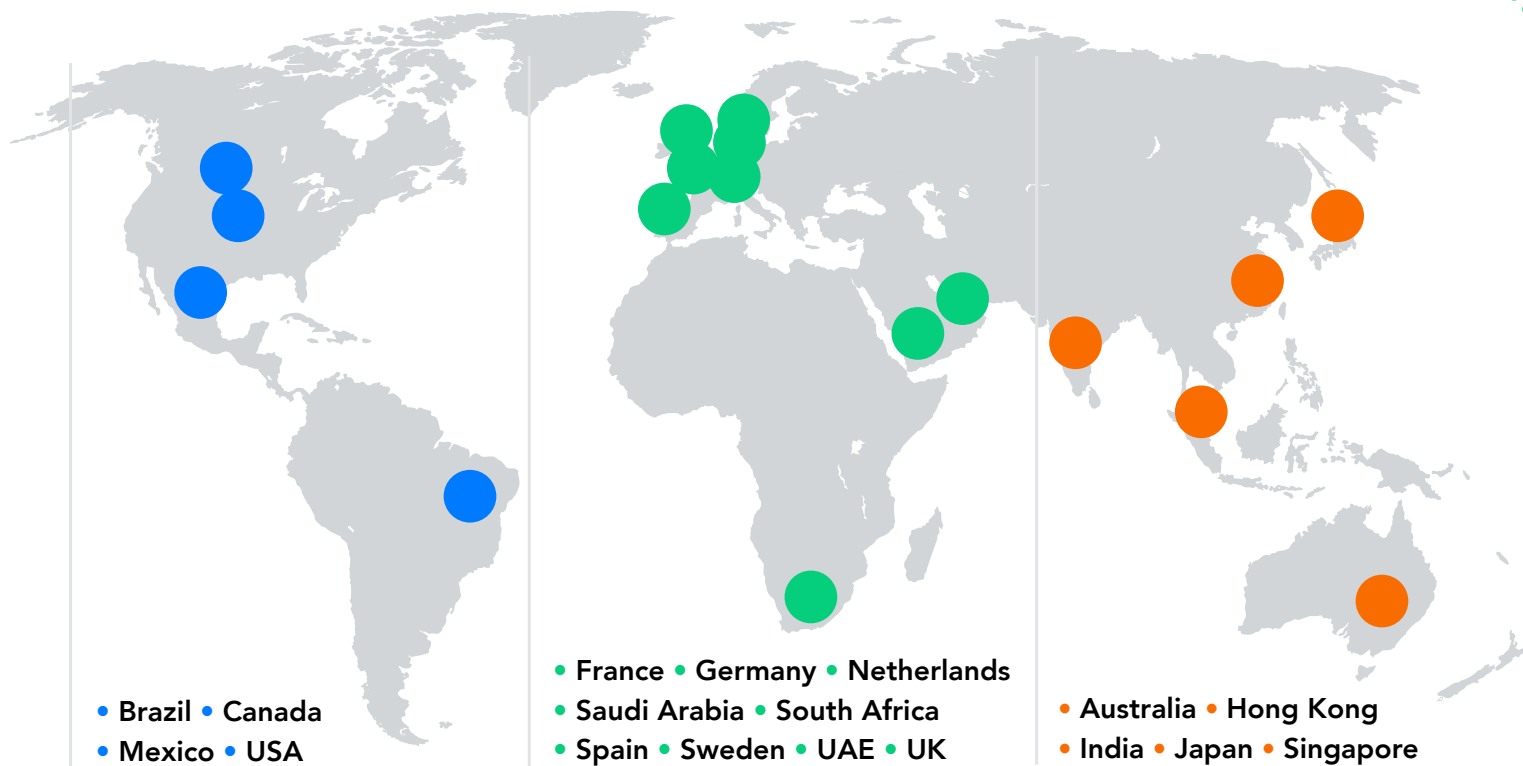 • Brazil • Canada
• Mexico • USA
• France • Germany • Netherlands
• Saudi Arabia • South Africa
• Spain • Sweden • UAE • UK
• Australia • Hong Kong
• India • Japan • Singapore